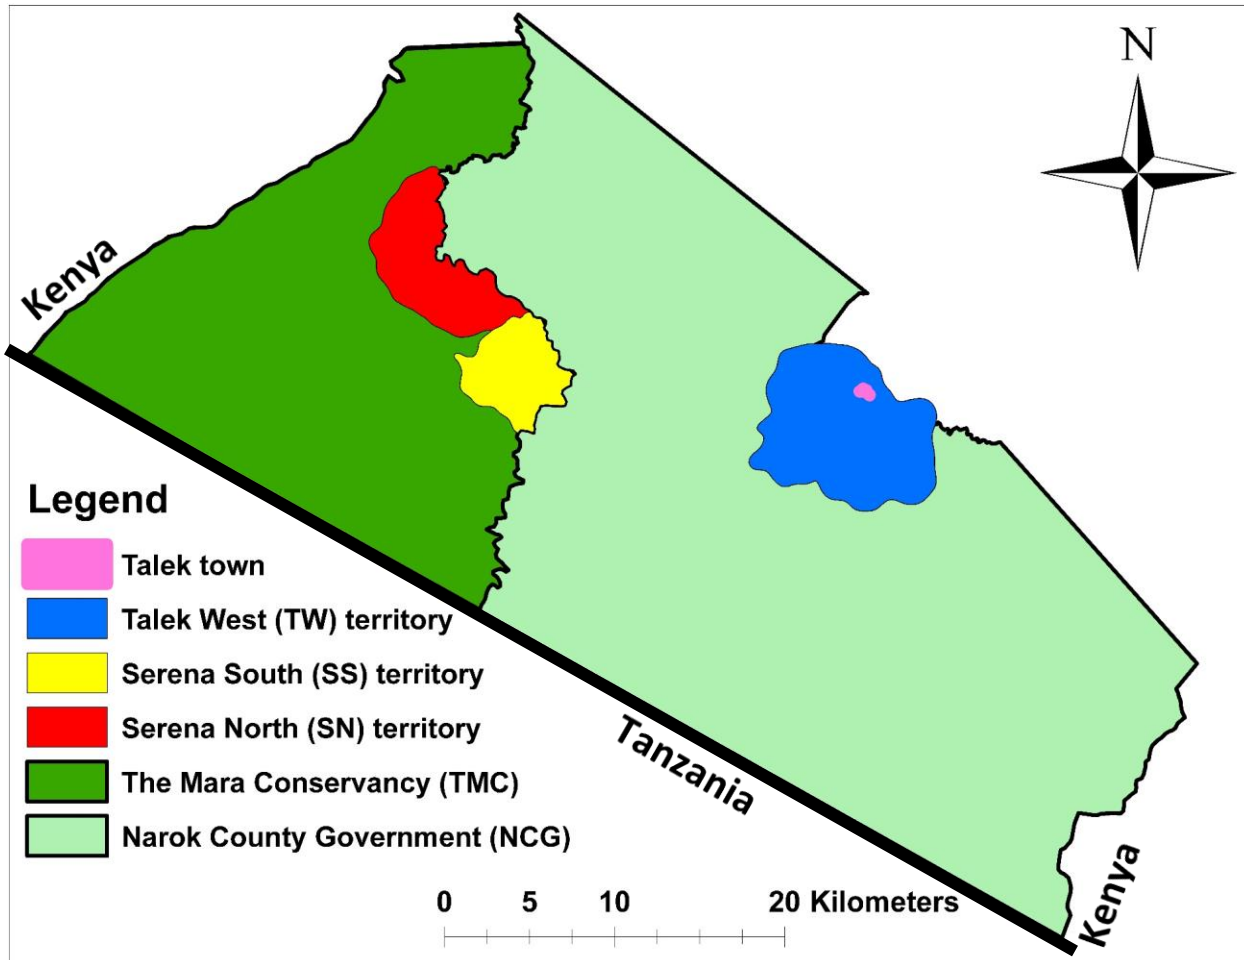 N
Kenya
Legend
Talek town
Talek West (TW) territory
Serena South (SS) territory
Serena North (SN) territory
The Mara Conservancy (TMC)
Narok County Government (NCG)
Tanzania
Kenya
0 5 10 20 Kilometers